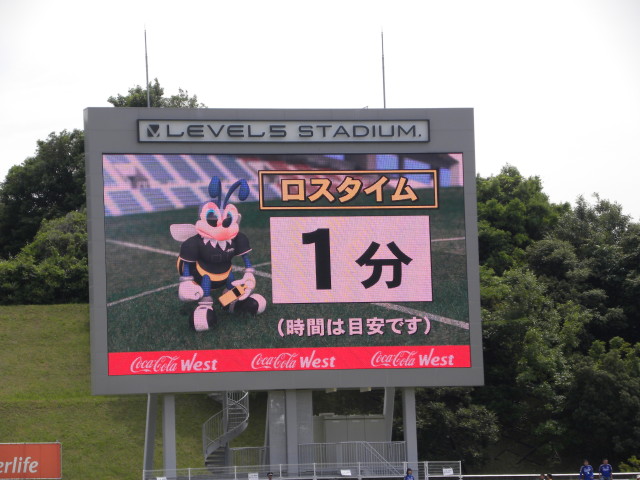 LEVEL5 STADIUM.
ロスタイム
1分
(時間は目安です)
Coca-Cola West Coca-Cola West Coca-Cola West
erlife